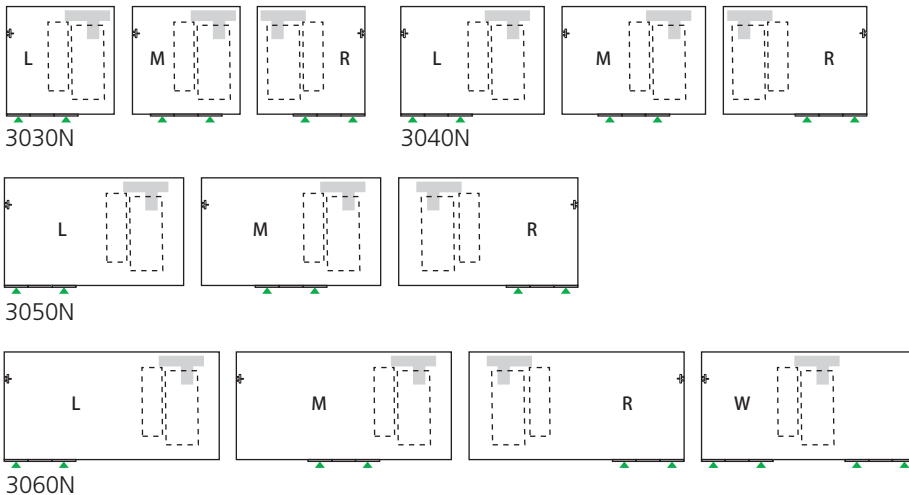 L M R L M R
3030N 3040N
L M R
3050N
L M R W
3060N